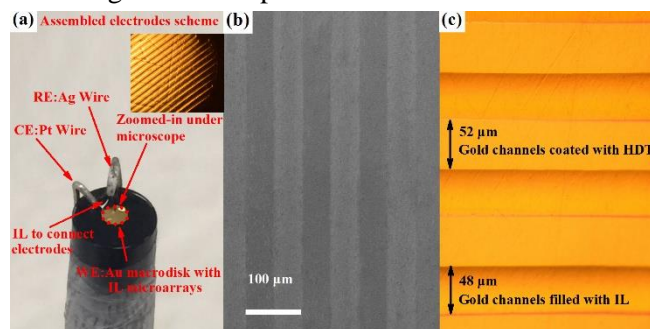 (a) Assembled electrodes scheme
RE:Ag Wire
CE:Pt Wire
Zoomed-in under
microscope
IL to connect
electrodes
WE:Au macrodisk with
IL microarrays
(b)
100 µm
(c)
52 µm
Gold channels coated with HDT
48 µm
Gold channels filled with IL